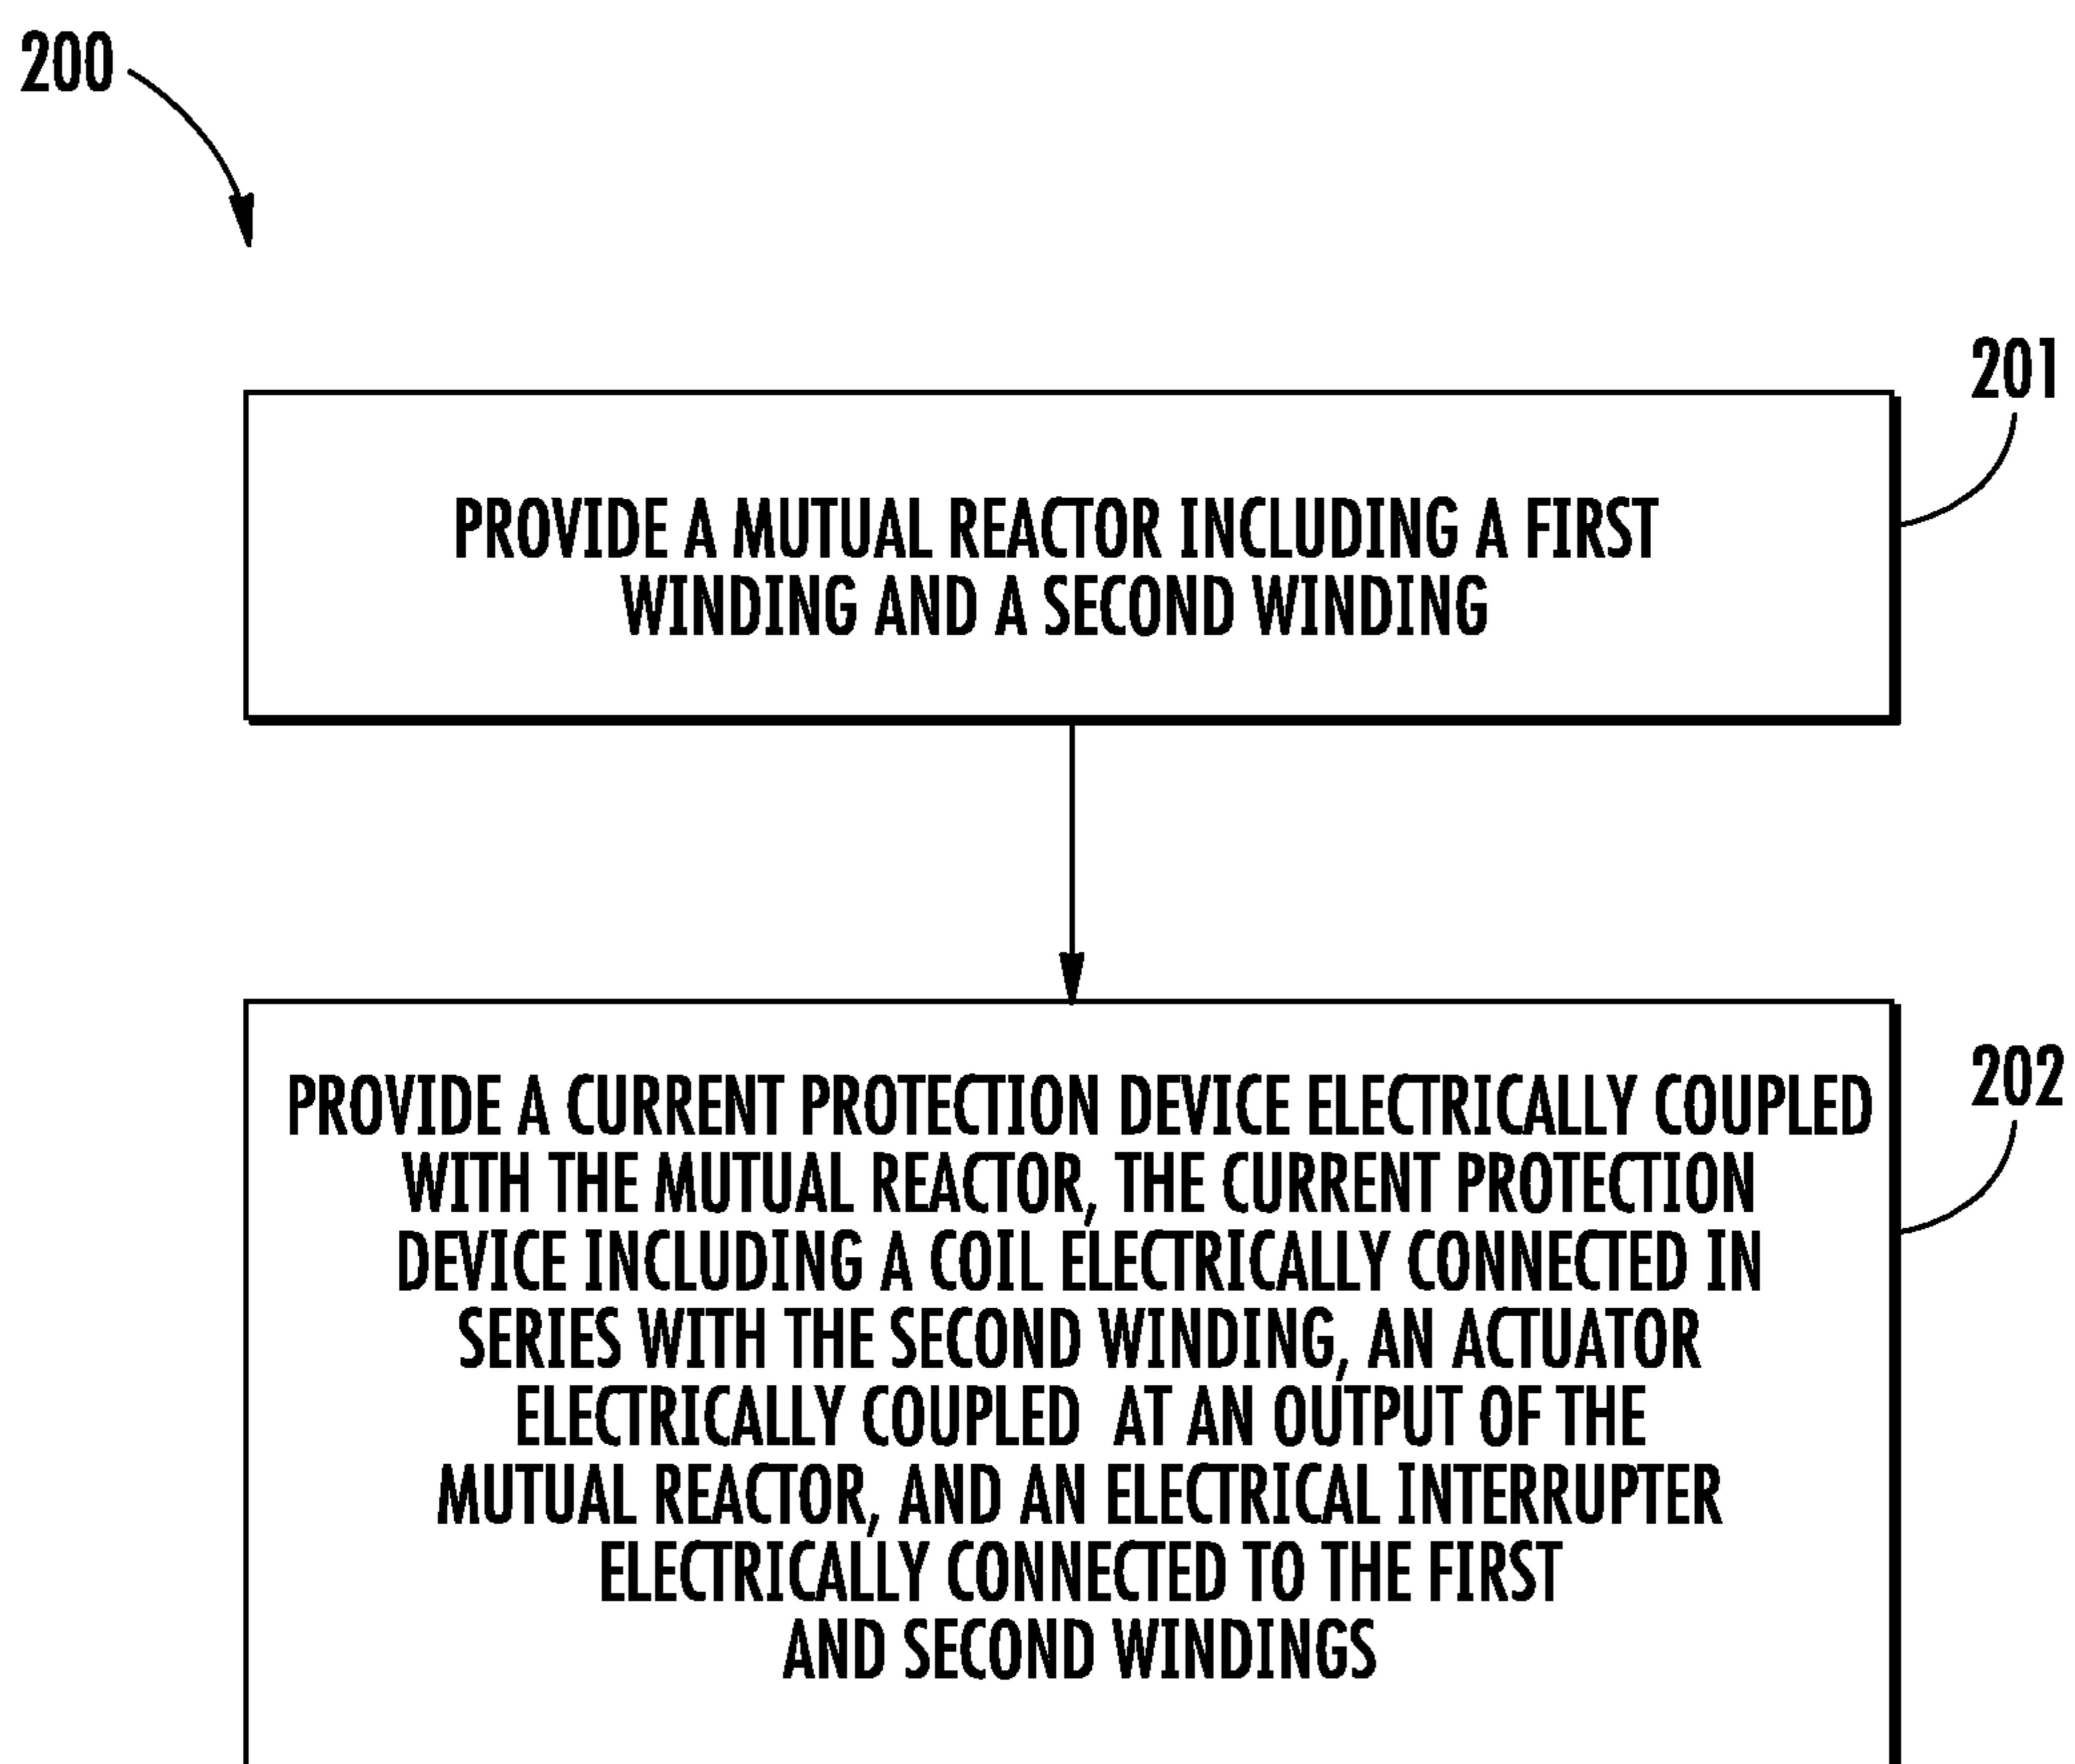 200
201
PROVIDE A MUTUAL REACTOR INCLUDING A FIRST
WINDING AND A SECOND WINDING
202
PROVIDE A CURRENT PROTECTION DEVICE ELECTRICALLY COUPLED
WITH THE MUTUAL REACTOR, THE CURRENT PROTECTION
DEVICE INCLUDING A COIL ELECTRICALLY CONNECTED IN
SERIES WITH THE SECOND WINDING, AN ACTUATOR
ELECTRICALLY COUPLED AT AN OUTPUT OF THE
MUTUAL REACTOR, AND AN ELECTRICAL INTERRUPTER
ELECTRICALLY CONNECTED TO THE FIRST
AND SECOND WINDINGS